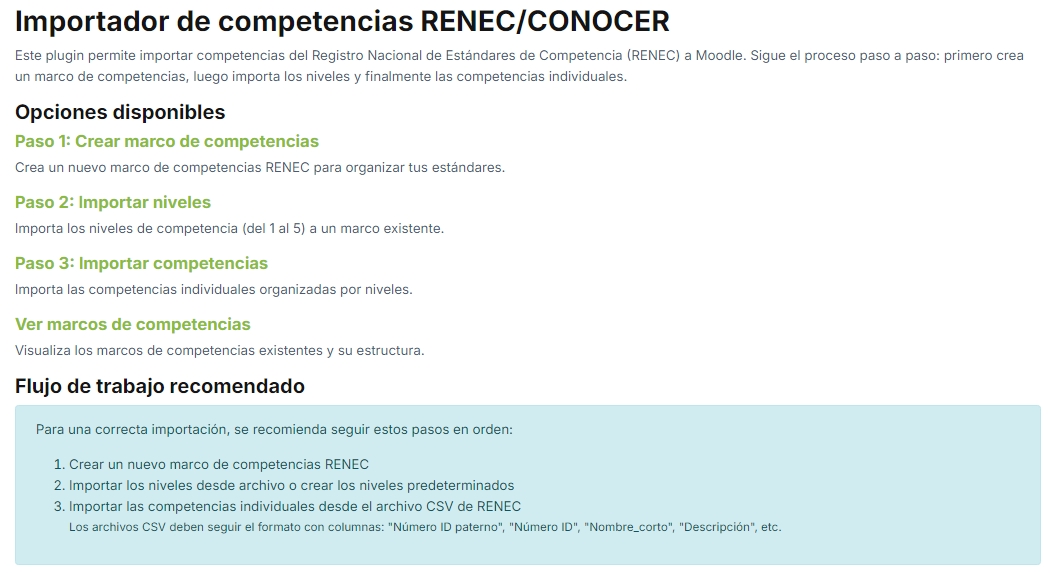 Importador de competencias RENEC/CONOCER
Este plugin permite importar competencias del Registro Nacional de Estándares de Competencia (RENEC) a Moodle. Sigue el proceso paso a paso: primero crea
un marco de competencias, luego importa los niveles y finalmente las competencias individuales.
Opciones disponibles
Paso 1: Crear marco de competencias
Crea un nuevo marco de competencias RENEC para organizar tus estándares.
Paso 2: Importar niveles
Importa los niveles de competencia (del 1 al 5) a un marco existente.
Paso 3: Importar competencias
Importa las competencias individuales organizadas por niveles.
Ver marcos de competencias
Visualiza los marcos de competencias existentes y su estructura.
Flujo de trabajo recomendado
Para una correcta importación, se recomienda seguir estos pasos en orden:
1. Crear un nuevo marco de competencias RENEC
2. Importar los niveles desde archivo o crear los niveles predeterminados
3. Importar las competencias individuales desde el archivo CSV de RENEC
Los archivos CSV deben seguir el formato con columnas: "Número ID paterno", "Número ID", "Nombre_corto", "Descripción", etc.